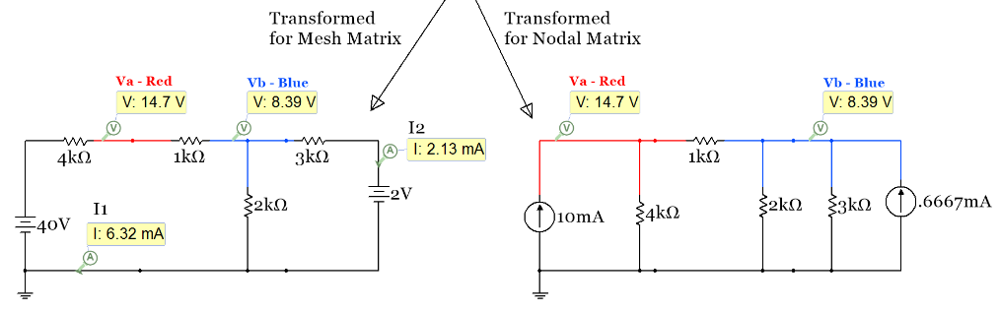 Transformed
for Mesh Matrix
Transformed
for Nodal Matrix
Va - Red
V: 14.7 V
V
Vb - Blue
V: 8.39 V
V
4kΩ
1kΩ
3kΩ
I2
A
I: 2.13 mA
2kΩ
2V
40V
I1
I: 6.32 mA
A
Va - Red
V: 14.7 V
V
Vb - Blue
V: 8.39 V
V
1kΩ
10mA
4kΩ
2kΩ
3kΩ
.6667mA